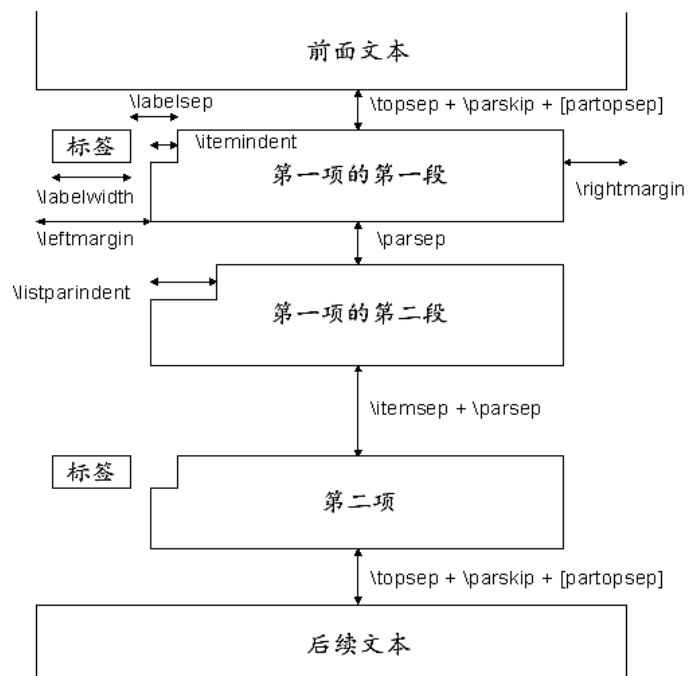 前面文本
\labelsep
\topsep + \parskip + [partopsep]
标签
\itemindent
第一项的第一段
\labelwidth
\rightmargin
\leftmargin
\parsep
\listparindent
第一项的第二段
\itemsep + \parsep
标签
第二项
\topsep + \parskip + [partopsep]
后续文本